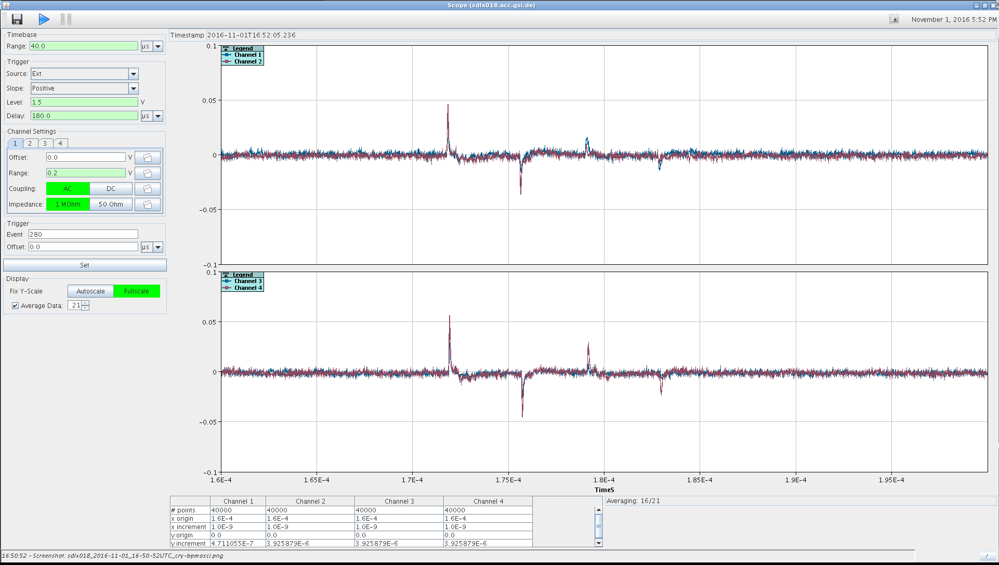 Scope (sdlx018.acc.gsi.de)
November 1, 2016 5:52 PM
Timebase
Range: 40.0 µs
Trigger
Source: Ext
Slope: Positive
Level: 1.5 V
Delay: 180.0 µs
Channel Settings
1 2 3 4
Offset: 0.0 V
Range: 0.2 V
Coupling: AC DC
Impedance: 1 MOhm 50 Ohm
Trigger
Event 280
Offset: 0.0 µs
Set
Display
Fix Y-Scale Autoscale Fullscale
Average Data: 21
Timestamp 2016-11-01T16:52:05.236
0.1
Legend
Channel 1
Channel 2
0.05
0
-0.05
-0.1
0.1
Legend
Channel 3
Channel 4
0.05
0
-0.05
-0.1
1.6E-4 1.65E-4 1.7E-4 1.75E-4 1.8E-4 1.85E-4 1.9E-4 1.95E-4
TimeS
Channel 1 Channel 2 Channel 3 Channel 4
# points 40000 40000 40000 40000
x origin 1.6E-4 1.6E-4 1.6E-4 1.6E-4
x increment 1.0E-9 1.0E-9 1.0E-9 1.0E-9
y origin 0.0 0.0 0.0 0.0
y increment 4.711055E-7 3.925879E-6 3.925879E-6 3.925879E-6
Averaging: 16/21
16:50:52 - Screenshot: sdlx018_2016-11-01_16-50-52UTC_cry-bpmosci.png